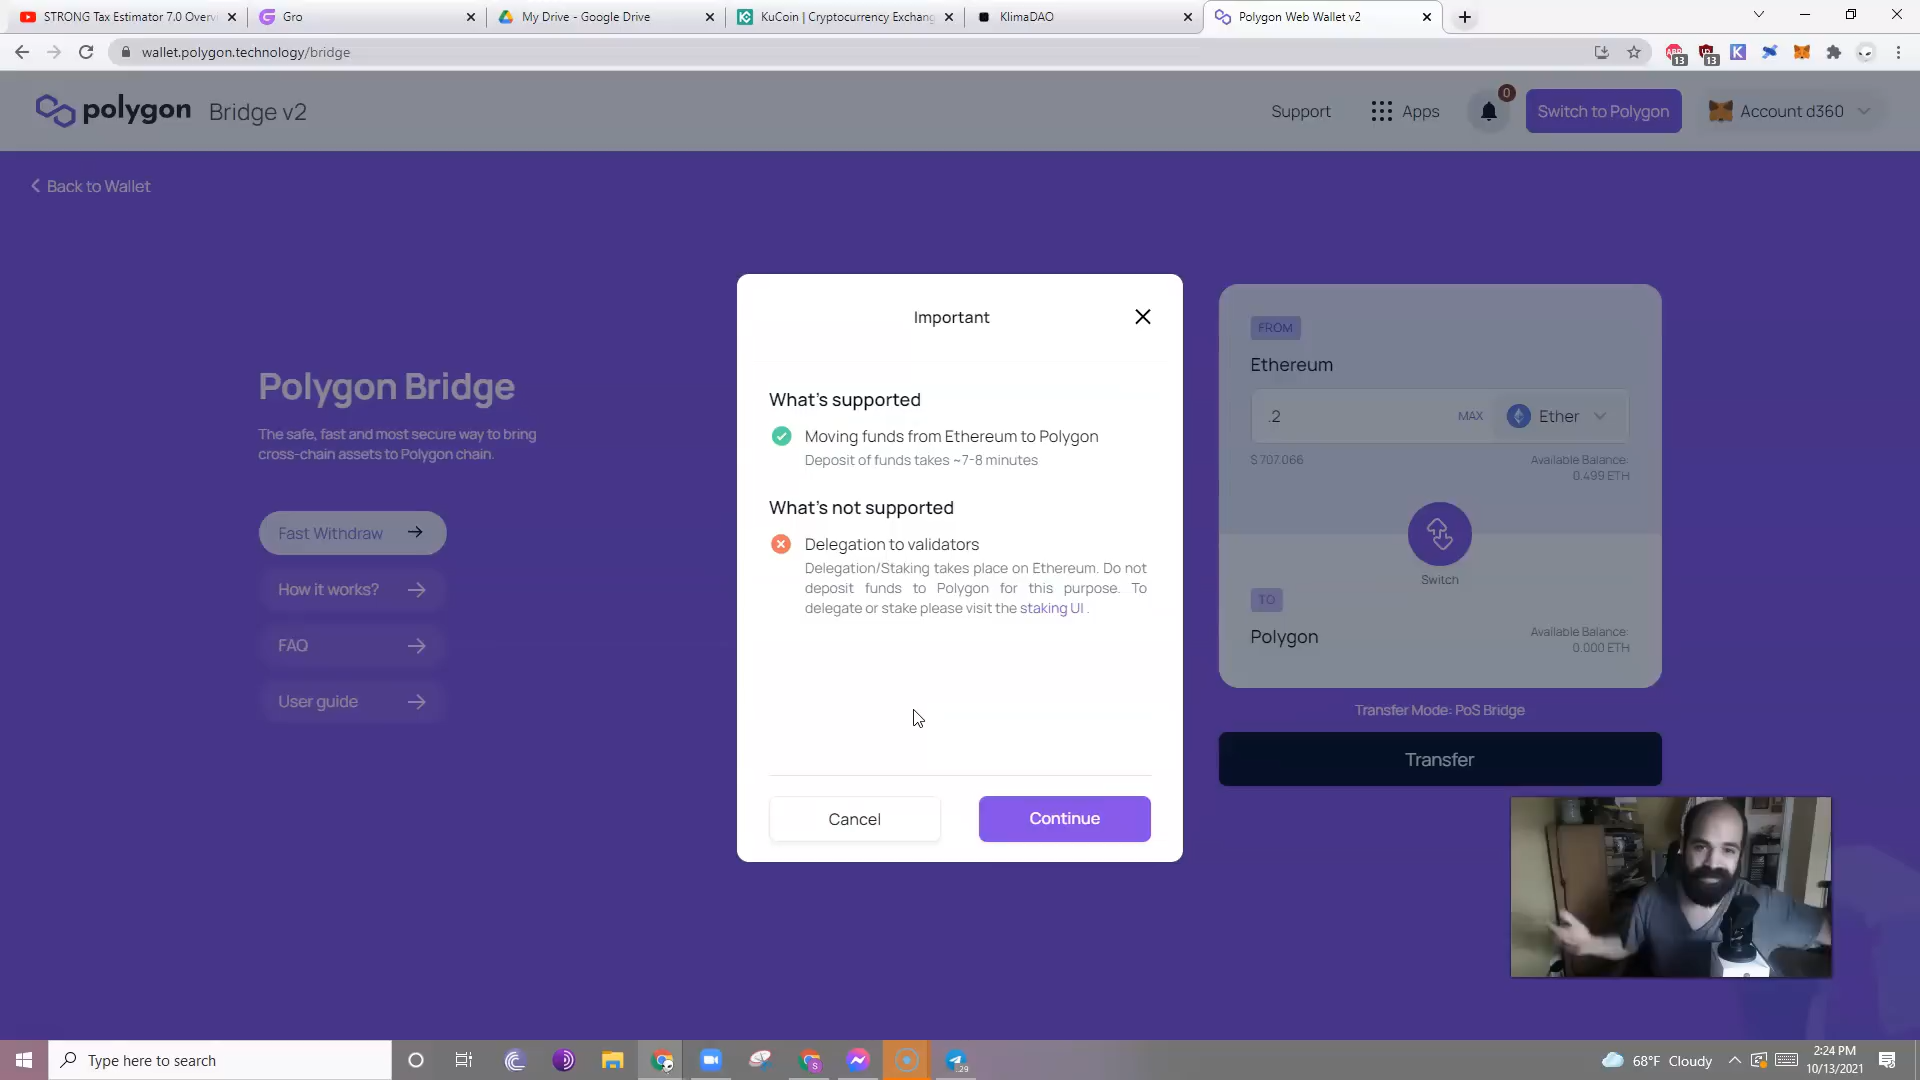 STRONG Tax Estimator 7.0 Overvi
Gro
My Drive - Google Drive
KuCoin | Cryptocurrency Exchang
KlimaDAO
Polygon Web Wallet v2
wallet.polygon.technology/bridge
13
13
K
polygon
Bridge v2
Support
Apps
0
Switch to Polygon
Account d360
Back to Wallet
Important
What's supported
Moving funds from Ethereum to Polygon
Deposit of funds takes ~7-8 minutes
What's not supported
Delegation to validators
Delegation/Staking takes place on Ethereum. Do not
deposit funds to Polygon for this purpose. To
delegate or stake please visit the staking UI .
Cancel
Continue
Polygon Bridge
The safe, fast and most secure way to bring
cross-chain assets to Polygon chain.
Fast Withdraw
How it works?
FAQ
User guide
FROM
Ethereum
.2
MAX
Ether
$ 707.066
Available Balance:
0.499 ETH
Switch
TO
Polygon
Available Balance:
0.000 ETH
Transfer Mode: PoS Bridge
Transfer
Type here to search
S
.29
68°F Cloudy
2:24 PM
10/13/2021